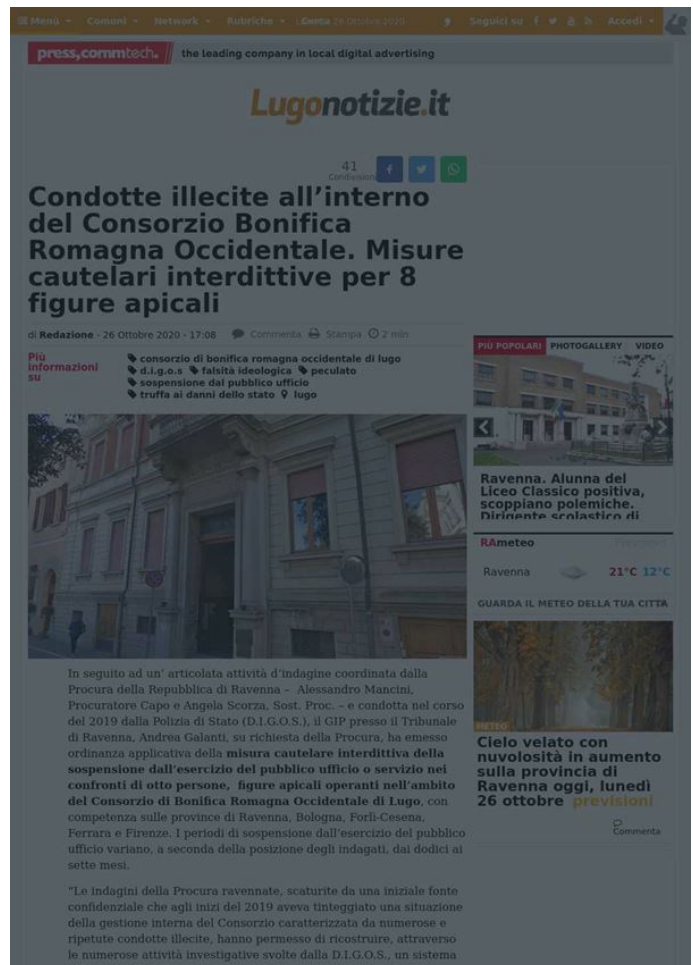 Menù Comuni Network Rubriche 26 Ottobre 2020 Seguici su Accedi
press,commtech. the leading company in local digital advertising
Lugonotizie.it
41
Condivisioni
Condotte illecite all’interno
del Consorzio Bonifica
Romagna Occidentale. Misure
cautelari interdittive per 8
figure apicali
di Redazione - 26 Ottobre 2020 - 17:08 Commenta Stampa 2 min
Più
informazioni
su
consorzio di bonifica romagna occidentale di lugo
d.i.g.o.s falsità ideologica peculato
sospensione dal pubblico ufficio
truffa ai danni dello stato lugo
In seguito ad un’ articolata attività d’indagine coordinata dalla
Procura della Repubblica di Ravenna – Alessandro Mancini,
Procuratore Capo e Angela Scorza, Sost. Proc. – e condotta nel corso
del 2019 dalla Polizia di Stato (D.I.G.O.S.), il GIP presso il Tribunale
di Ravenna, Andrea Galanti, su richiesta della Procura, ha emesso
ordinanza applicativa della misura cautelare interdittiva della
sospensione dall’esercizio del pubblico ufficio o servizio nei
confronti di otto persone, figure apicali operanti nell’ambito
del Consorzio di Bonifica Romagna Occidentale di Lugo, con
competenza sulle province di Ravenna, Bologna, Forlì-Cesena,
Ferrara e Firenze. I periodi di sospensione dall’esercizio del pubblico
ufficio variano, a seconda della posizione degli indagati, dai dodici ai
sette mesi.
“Le indagini della Procura ravennate, scaturite da una iniziale fonte
confidenziale che agli inizi del 2019 aveva tinteggiato una situazione
della gestione interna del Consorzio caratterizzata da numerose e
ripetute condotte illecite, hanno permesso di ricostruire, attraverso
le numerose attività investigative svolte dalla D.I.G.O.S., un sistema
PIÙ POPOLARI PHOTOGALLERY VIDEO
Ravenna. Alunna del
Liceo Classico positiva,
scoppiano polemiche.
Dirigente scolastico di
RAmeteo Previsioni
Ravenna 21°C 12°C
GUARDA IL METEO DELLA TUA CITTÀ
METEO
Cielo velato con
nuvolosità in aumento
sulla provincia di
Ravenna oggi, lunedì
26 ottobre previsioni
Commenta